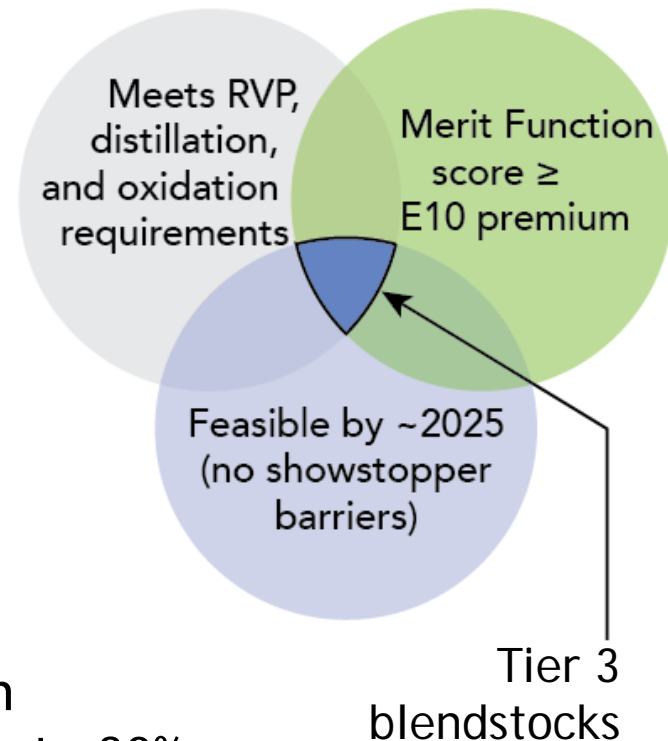 Meets RVP,
distillation,
and oxidation
requirements
Merit Function
score ≥
E10 premium
Feasible by ~2025
(no showstopper
barriers)
Tier 3
blendstocks